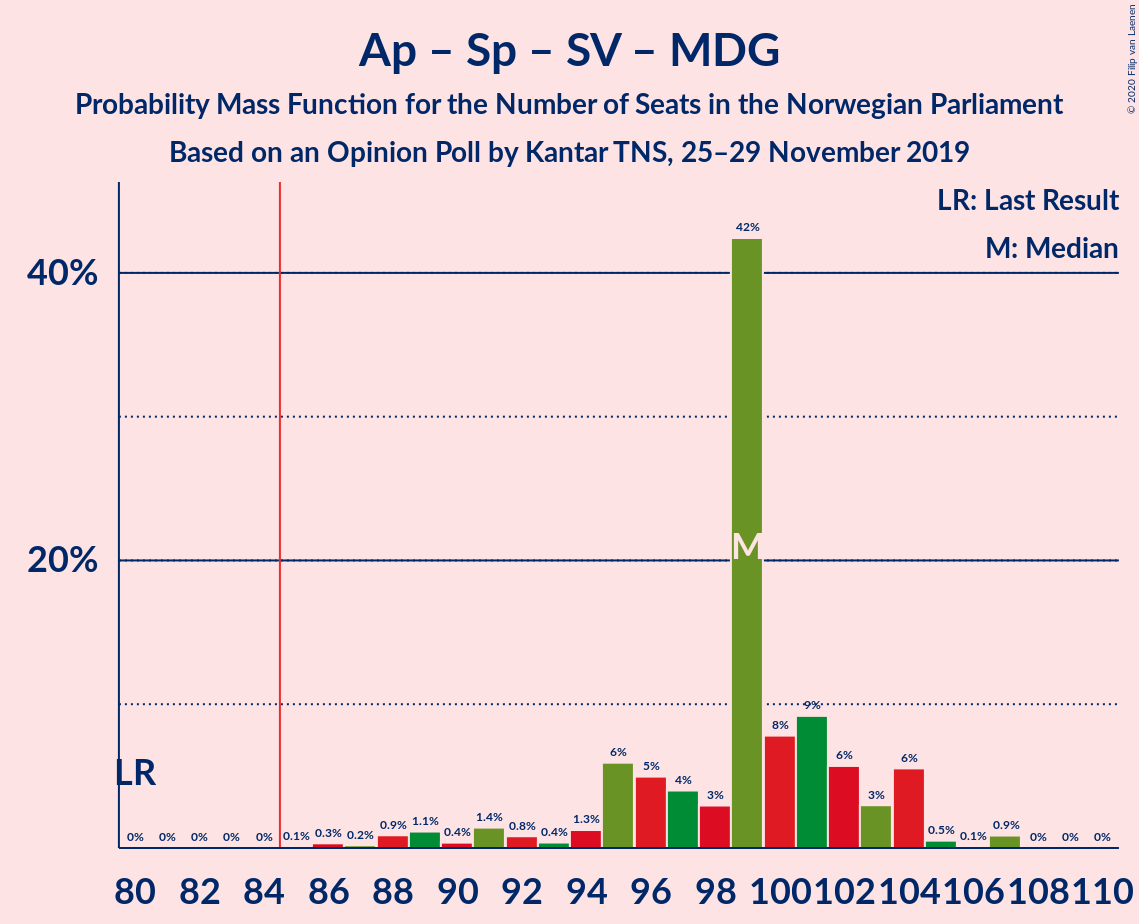 Ap – Sp – SV – MDG
Probability Mass Function for the Number of Seats in the Norwegian Parliament
Based on an Opinion Poll by Kantar TNS, 25–29 November 2019
© 2020 Filip van Laenen
LR: Last Result
M: Median
42%
40%
M
20%
9%
8%
6% 5% 4% 3% 6% 3% 6%
LR
0% 0% 0% 0% 0% 0.1% 0.3% 0.2% 0.9% 1.1% 0.4% 1.4% 0.8% 0.4% 1.3% 0.5% 0.1% 0.9% 0% 0% 0%
80 82 84 86 88 90 92 94 96 98 100 102 104 106 108 110